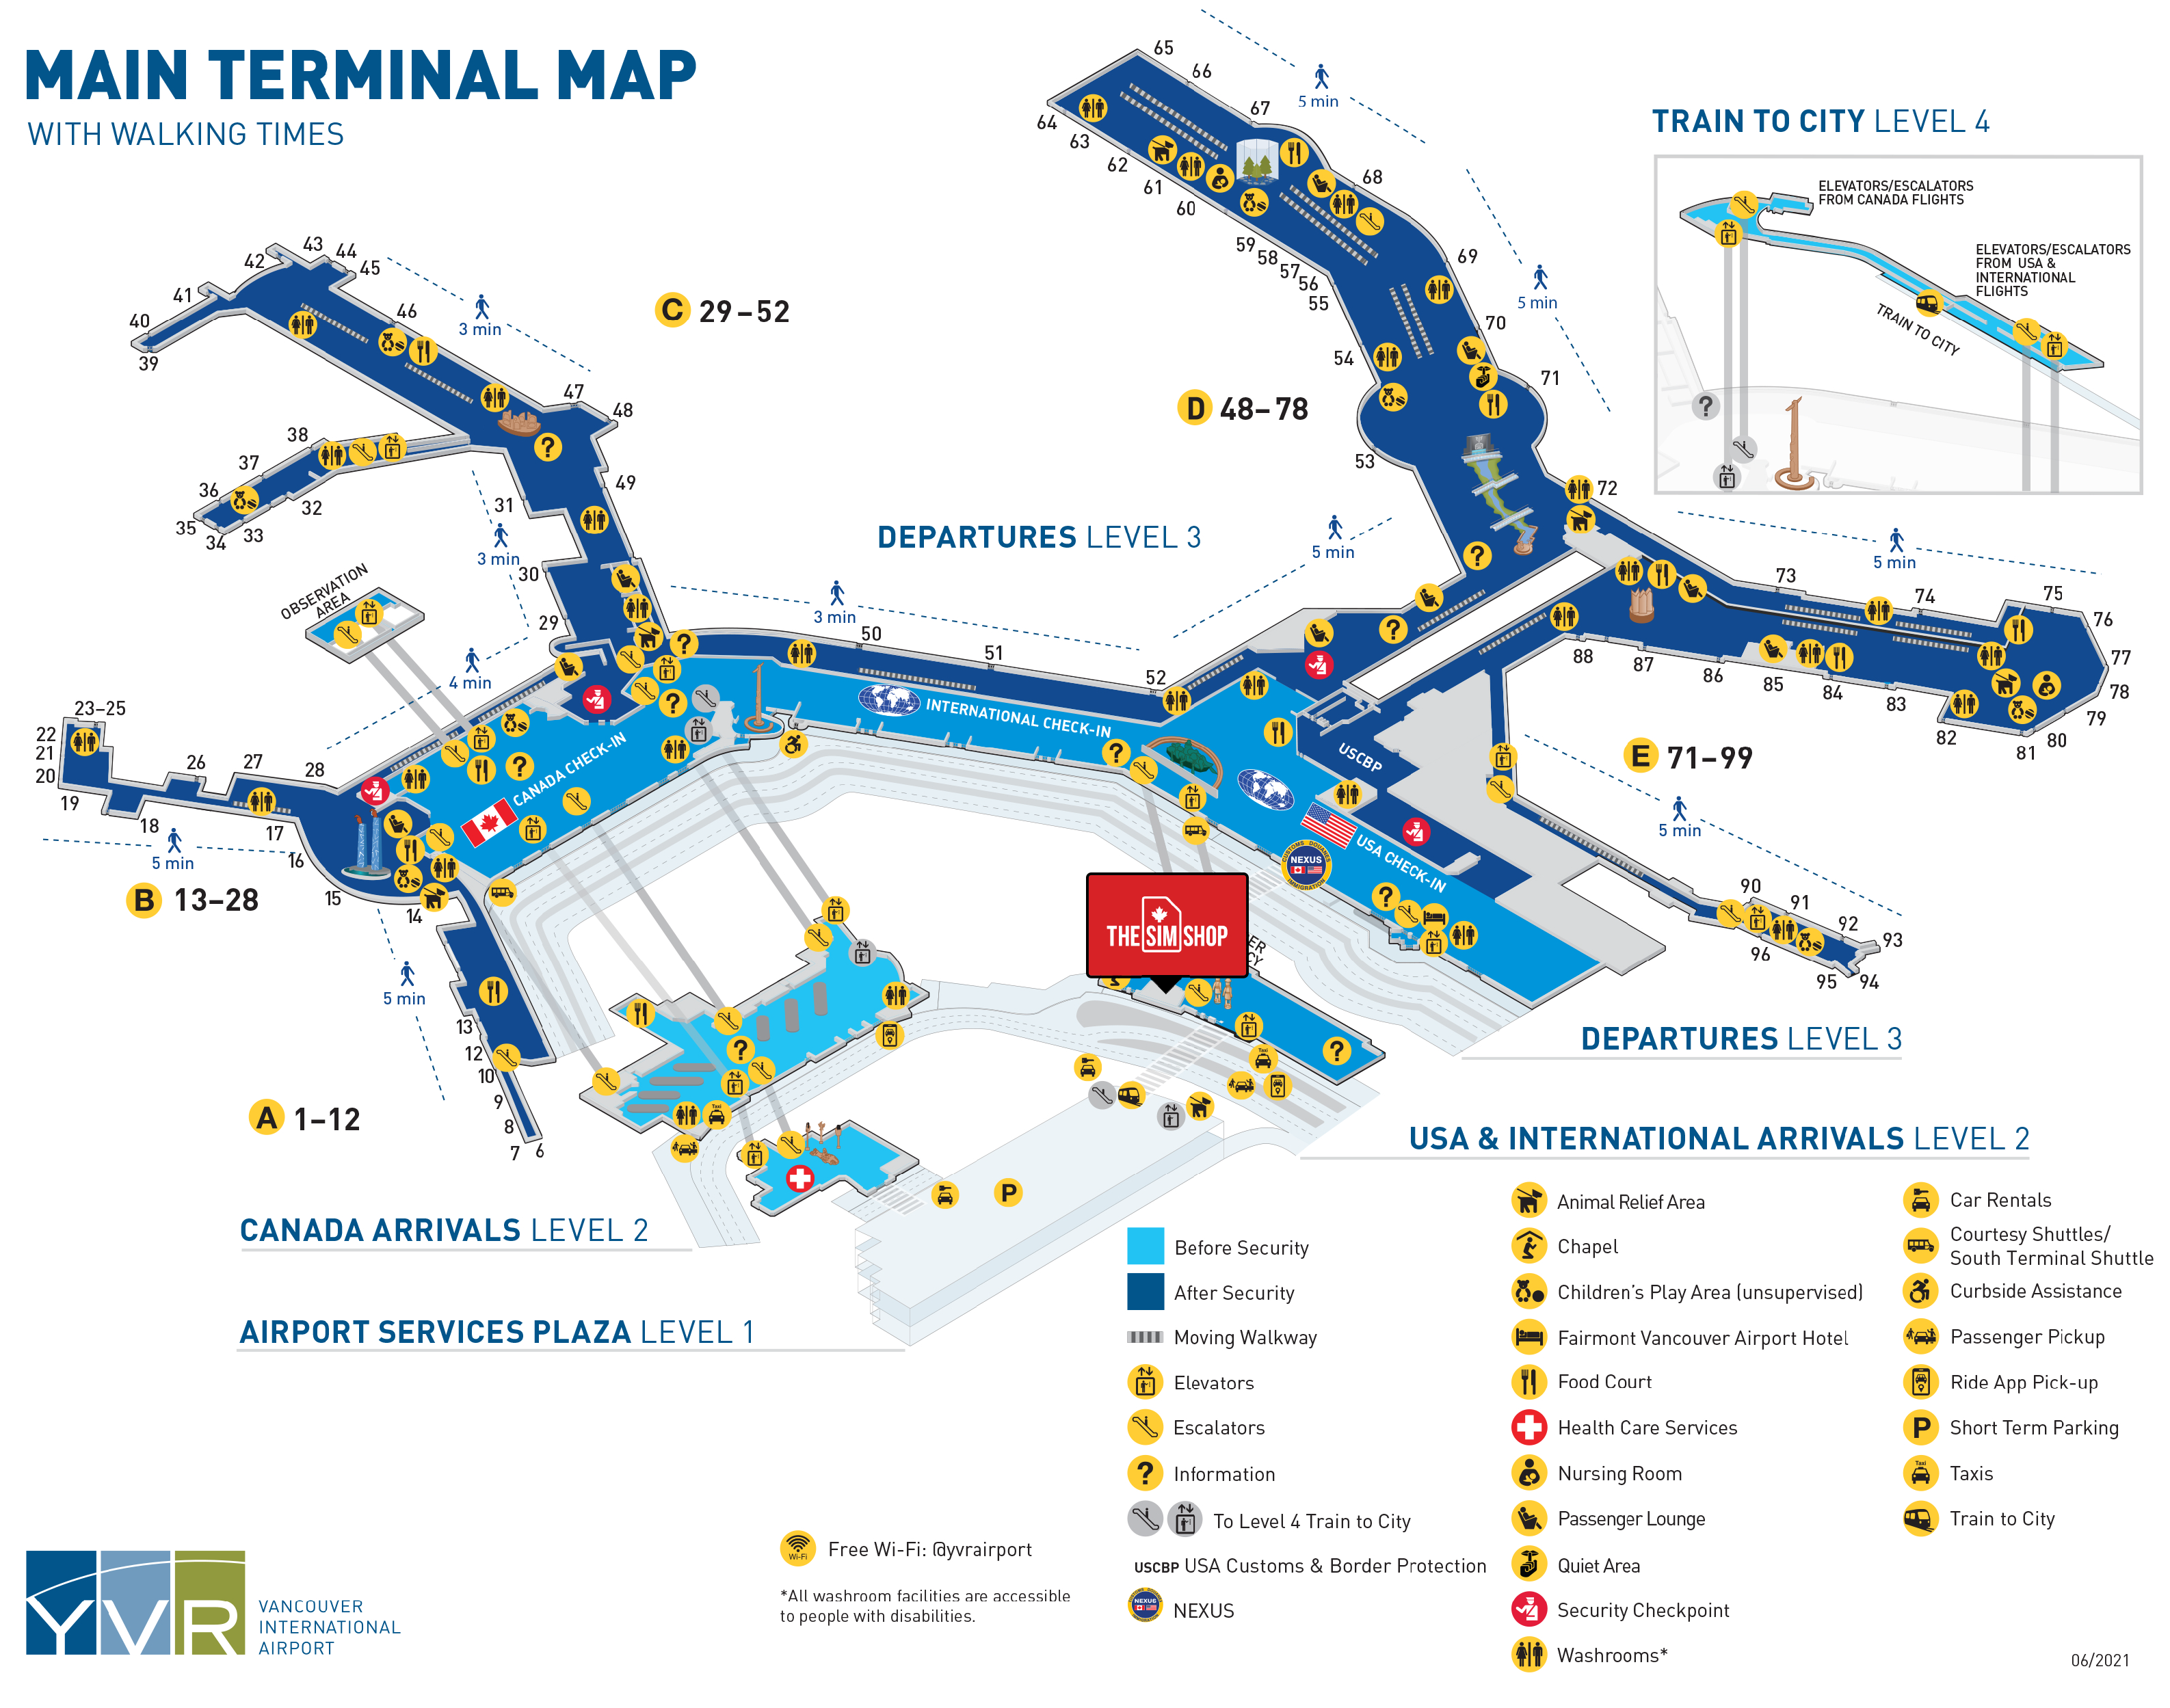 MAIN TERMINAL MAP
WITH WALKING TIMES
65
66
67
5 min
64
63
62
61
60
68
59
58
57
56
55
69
5 min
70
54
71
53
72
TRAIN TO CITY LEVEL 4
ELEVATORS/ESCALATORS
FROM CANADA FLIGHTS
ELEVATORS/ESCALATORS
FROM USA &
INTERNATIONAL
FLIGHTS
TRAIN TO CITY
?
43
44
42
45
41
46
40
39
3 min
C 29–52
D 48–78
47
48
38
?
37
49
36
32
31
35
34
33
3 min
DEPARTURES LEVEL 3
5 min
?
5 min
30
OBSERVATION
AREA
73
74
75
76
3 min
29
50
?
?
51
77
88
87
86
85
84
83
78
79
80
81
82
52
4 min
?
INTERNATIONAL CHECK-IN
23–25
22
21
20
19
26
27
28
CANADA CHECK-IN
?
?
USCBP
E 71–99
18
17
16
5 min
15
14
B 13–28
5 min
USA CHECK-IN
CUSTOMS DOUANES
NEXUS
IMMIGRATION
?
90
91
92
93
96
95
94
5 min
THE SIM SHOP
ER
CY
13
12
10
9
8
7
6
?
?
Taxi
Taxi
P
A 1–12
DEPARTURES LEVEL 3
USA & INTERNATIONAL ARRIVALS LEVEL 2
CANADA ARRIVALS LEVEL 2
AIRPORT SERVICES PLAZA LEVEL 1
Before Security
After Security
Moving Walkway
Elevators
Escalators
? Information
To Level 4 Train to City
USCBP USA Customs & Border Protection
NEXUS
Animal Relief Area
Chapel
Children's Play Area (unsupervised)
Fairmont Vancouver Airport Hotel
Food Court
Health Care Services
Nursing Room
Passenger Lounge
Quiet Area
Security Checkpoint
Washrooms*
Car Rentals
Courtesy Shuttles/
South Terminal Shuttle
Curbside Assistance
Passenger Pickup
Ride App Pick-up
P Short Term Parking
Taxi Taxis
Train to City
Wi-Fi Free Wi-Fi: @yvrairport
*All washroom facilities are accessible
to people with disabilities.
YVR
VANCOUVER
INTERNATIONAL
AIRPORT
06/2021